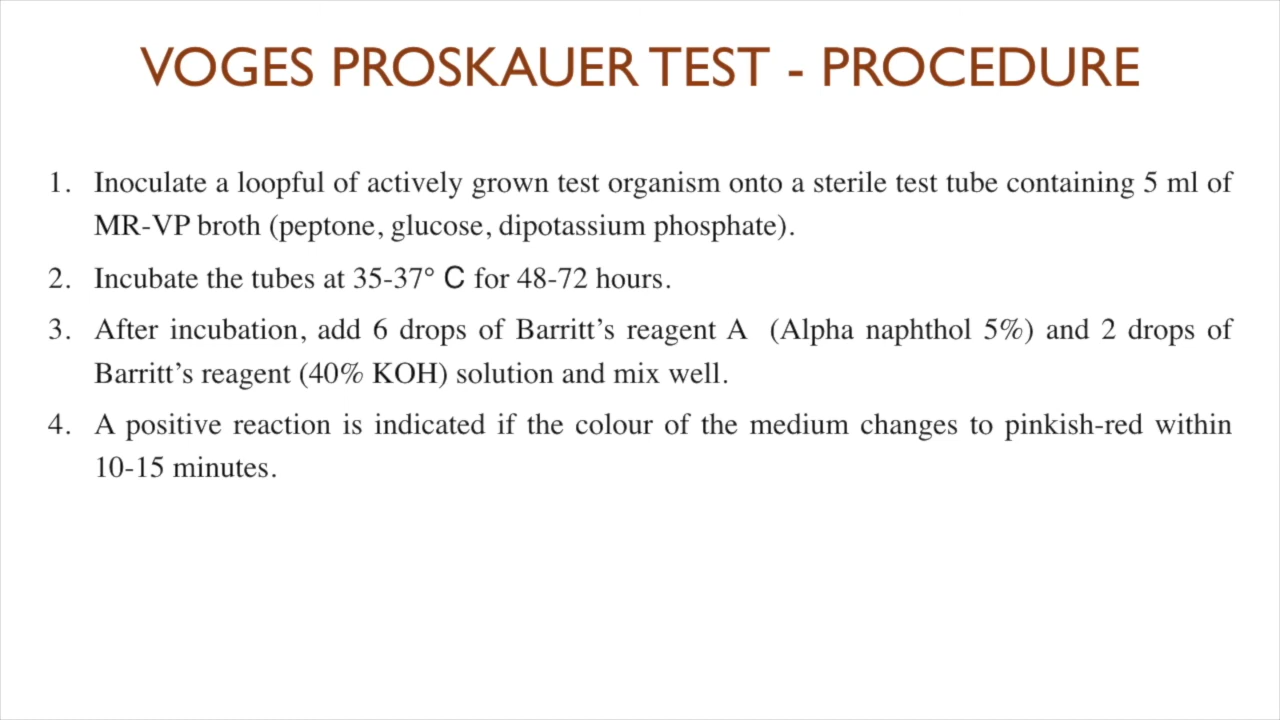 VOGES PROSKAUER TEST - PROCEDURE
1. Inoculate a loopful of actively grown test organism onto a sterile test tube containing 5 ml of
MR-VP broth (peptone, glucose, dipotassium phosphate).
2. Incubate the tubes at 35-37° C for 48-72 hours.
3. After incubation, add 6 drops of Barritt’s reagent A (Alpha naphthol 5%) and 2 drops of
Barritt’s reagent (40% KOH) solution and mix well.
4. A positive reaction is indicated if the colour of the medium changes to pinkish-red within
10-15 minutes.